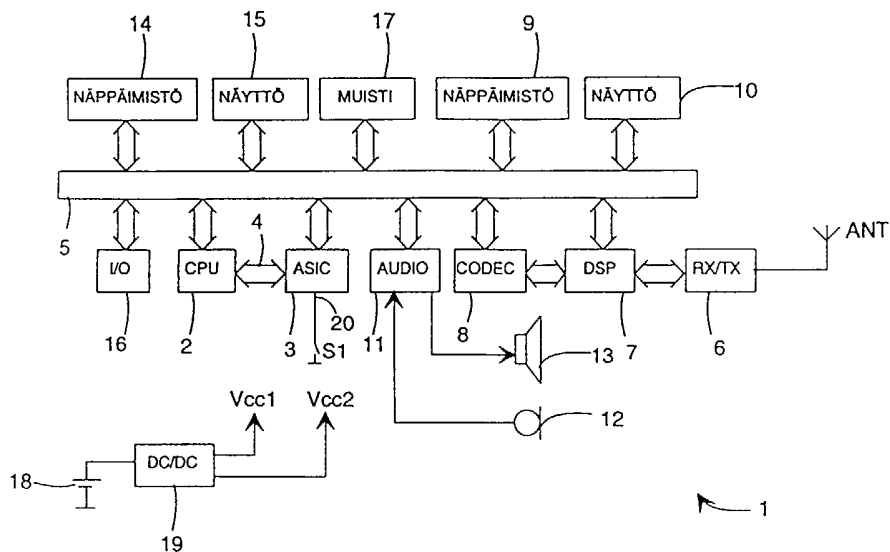 14 15 17 9
NÄPPÄIMISTÖ NÄYTTÖ MUISTI NÄPPÄIMISTÖ NÄYTTÖ 10
5 4 ANT
I/O CPU ASIC AUDIO CODEC DSP RX/TX
16 2 3 20 11 8 13 7 6
S1
Vcc1 Vcc2 12
18 DC/DC
19 1